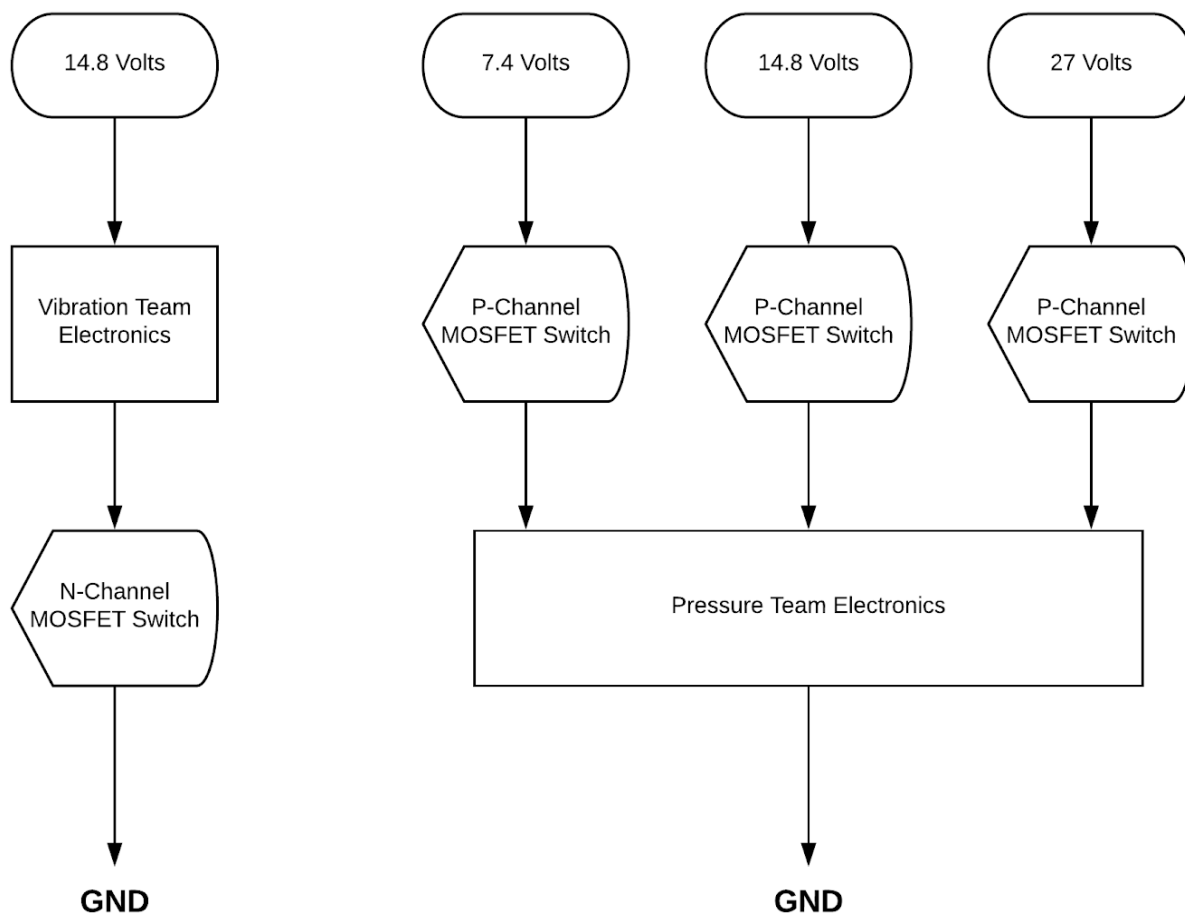 14.8 Volts
7.4 Volts
14.8 Volts
27 Volts
Vibration Team
Electronics
P-Channel
MOSFET Switch
P-Channel
MOSFET Switch
P-Channel
MOSFET Switch
N-Channel
MOSFET Switch
Pressure Team Electronics
GND
GND